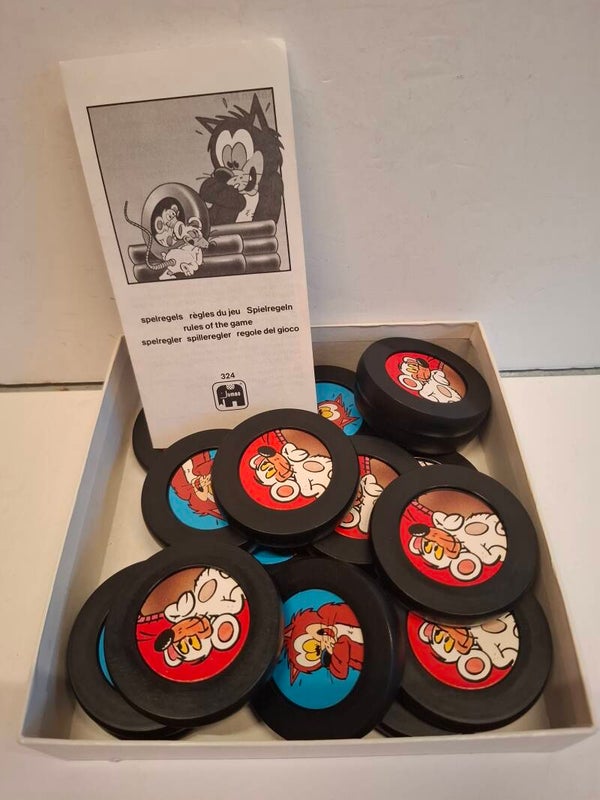 spelregels règles du jeu Spielregeln
rules of the game
spelregler spilleregler regole del gioco
324
Jumbo